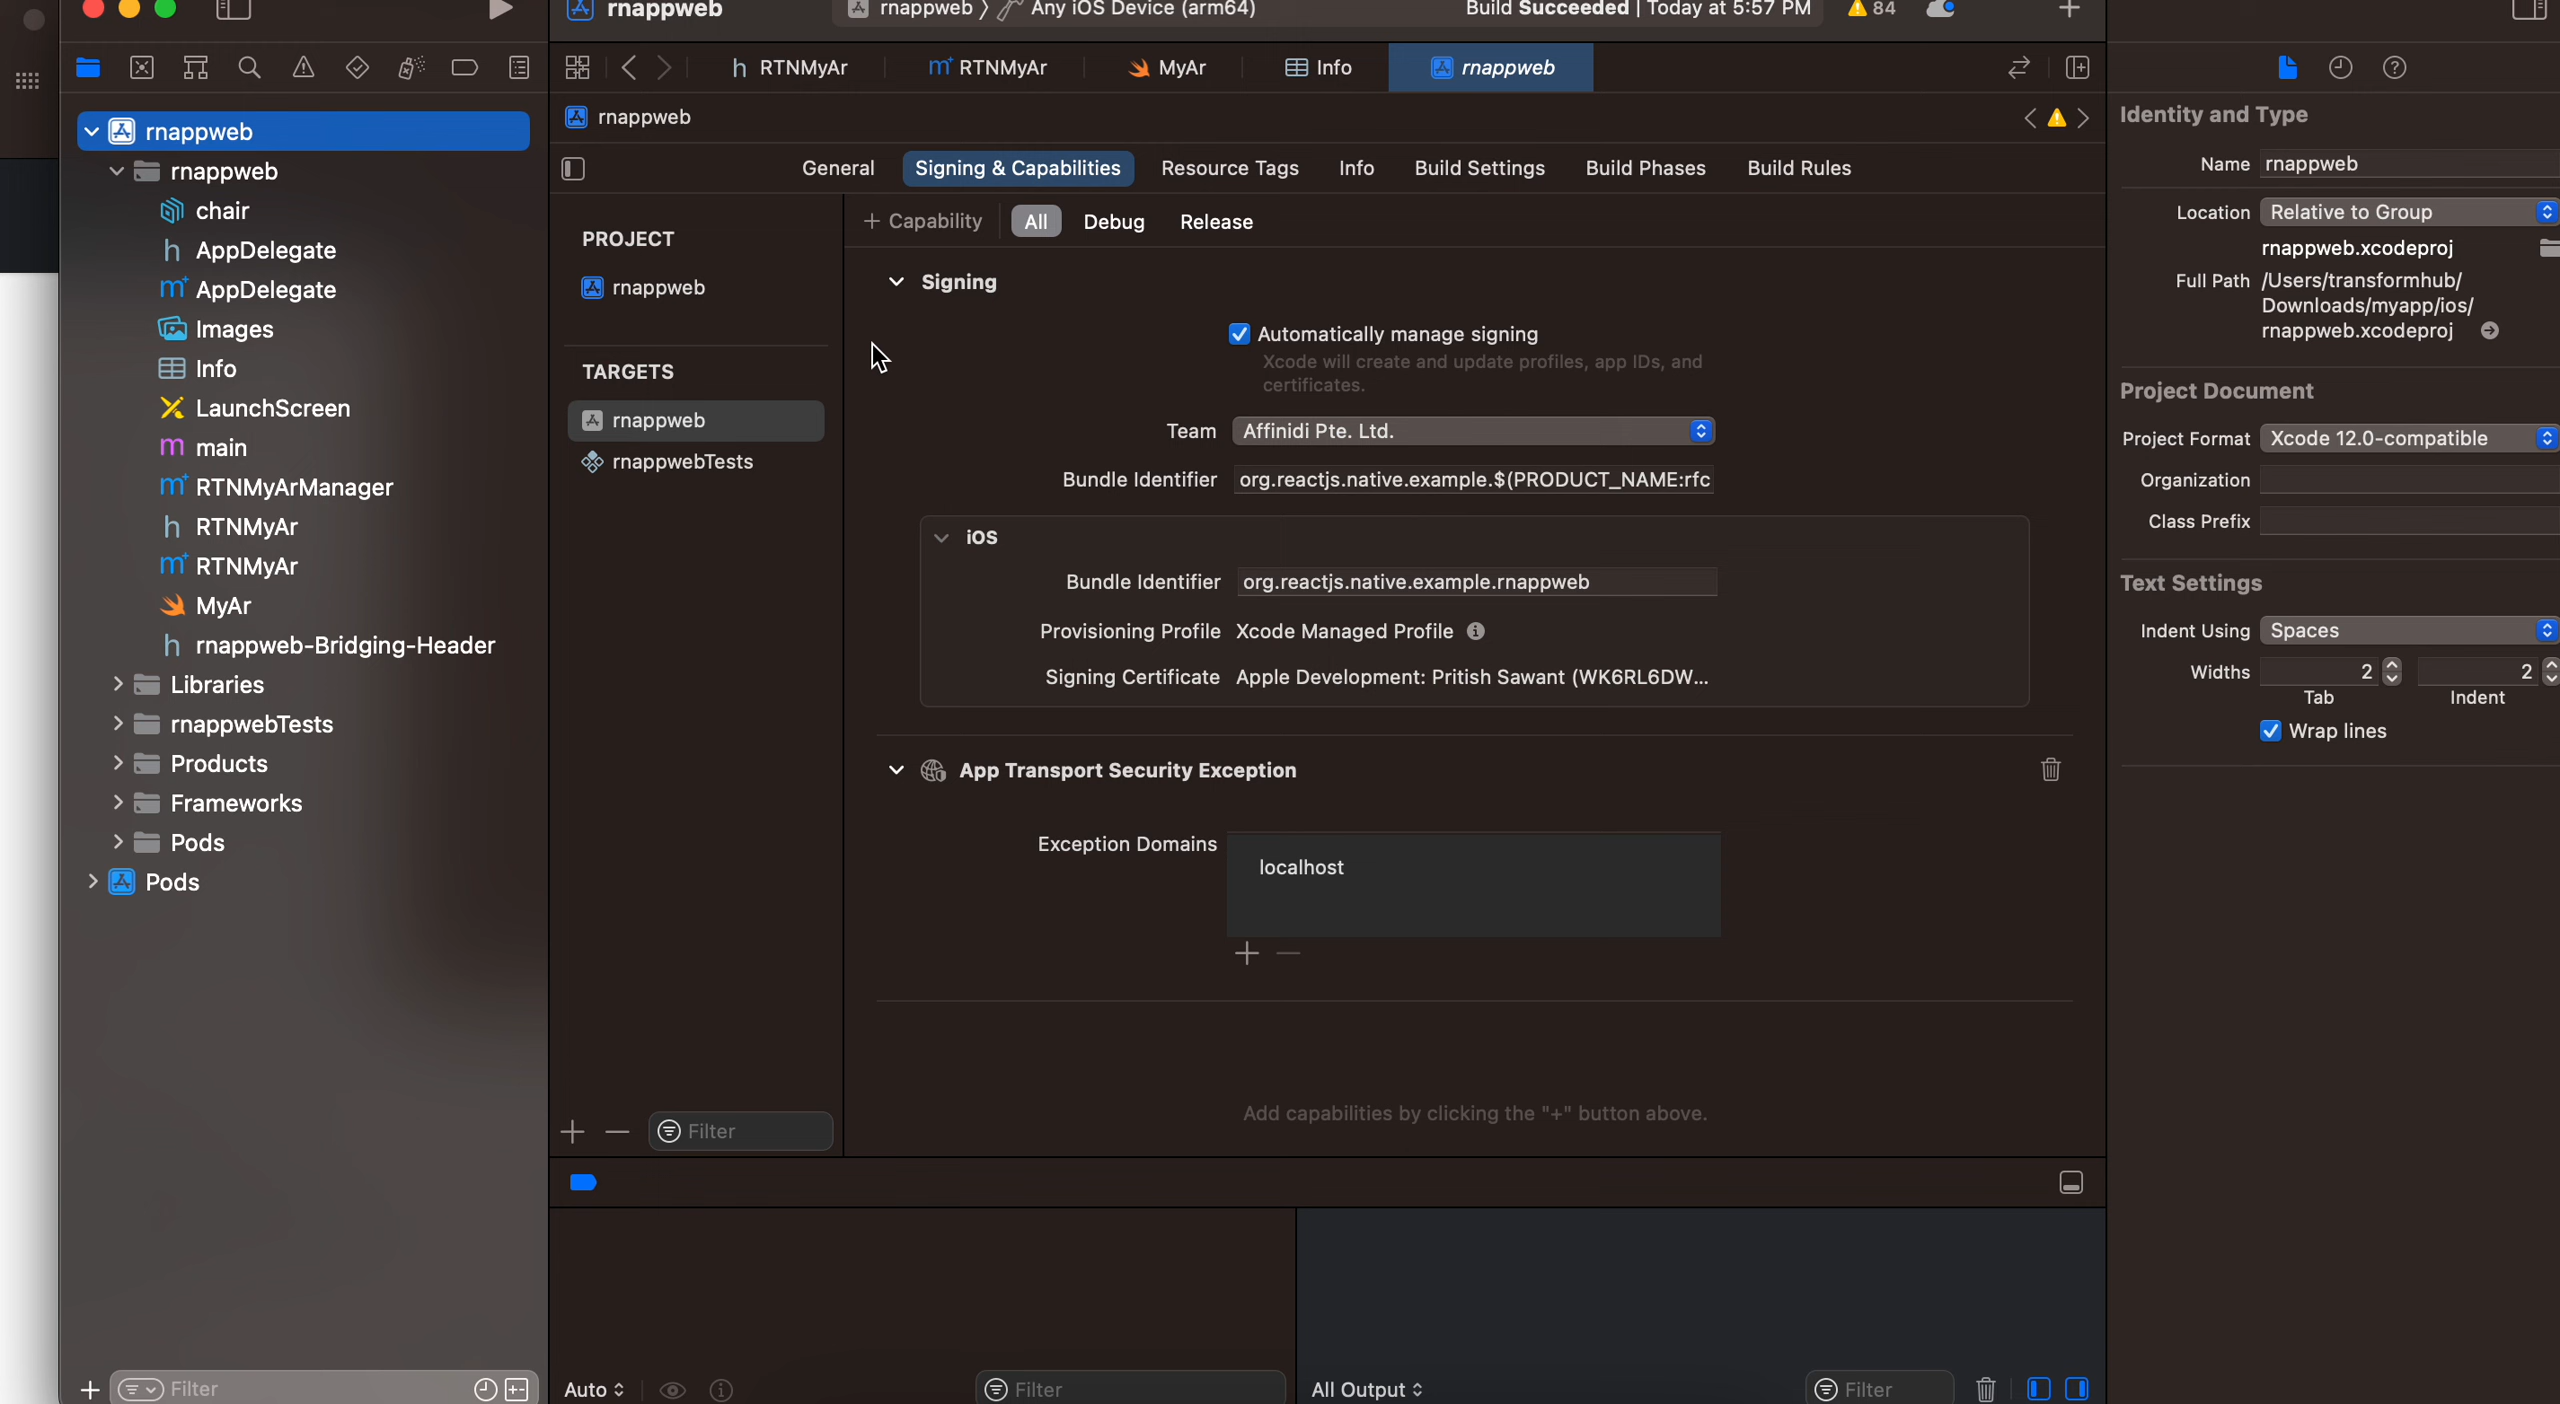 rnappweb
rnappweb
Any iOS Device (arm64)
Build Succeeded | Today at 5:57 PM
84
RTNMyAr
RTNMyAr
MyAr
Info
rnappweb
rnappweb
General
Signing & Capabilities
Resource Tags
Info
Build Settings
Build Phases
Build Rules
rnappweb
rnappweb
chair
AppDelegate
AppDelegate
Images
Info
LaunchScreen
main
RTNMyArManager
RTNMyAr
RTNMyAr
MyAr
rnappweb-Bridging-Header
Libraries
rnappwebTests
Products
Frameworks
Pods
Pods
Filter
PROJECT
rnappweb
TARGETS
rnappweb
rnappwebTests
Filter
+ Capability
All
Debug
Release
Signing
Automatically manage signing
Xcode will create and update profiles, app IDs, and
certificates.
Team Affinidi Pte. Ltd.
Bundle Identifier org.reactjs.native.example.$(PRODUCT_NAME:rfc
iOS
Bundle Identifier org.reactjs.native.example.rnappweb
Provisioning Profile Xcode Managed Profile
Signing Certificate Apple Development: Pritish Sawant (WK6RL6DW...
App Transport Security Exception
Exception Domains
localhost
Add capabilities by clicking the "+" button above.
Auto
Filter
All Output
Filter
Identity and Type
Name rnappweb
Location Relative to Group
rnappweb.xcodeproj
Full Path /Users/transformhub/
Downloads/myapp/ios/
rnappweb.xcodeproj
Project Document
Project Format Xcode 12.0-compatible
Organization
Class Prefix
Text Settings
Indent Using Spaces
Widths 2 2
Tab Indent
Wrap lines